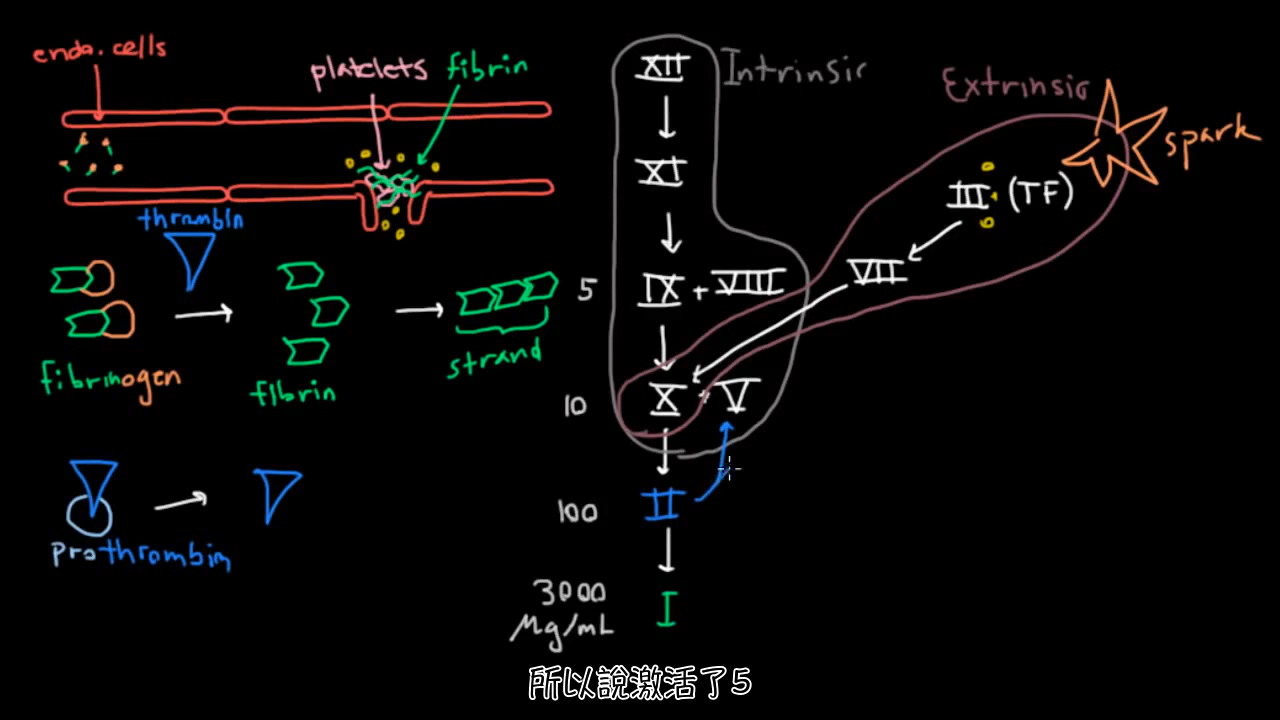 endo.cells
platelets fibrin
thrombin
fibrinogen
fibrin
strand
prothrombin
XII Intrinsic
XI
5 IX + VIII
10 X + V
100 II
3000 I
Mg/mL
Extrinsic
spark
III (TF)
VII
所以說激活了5